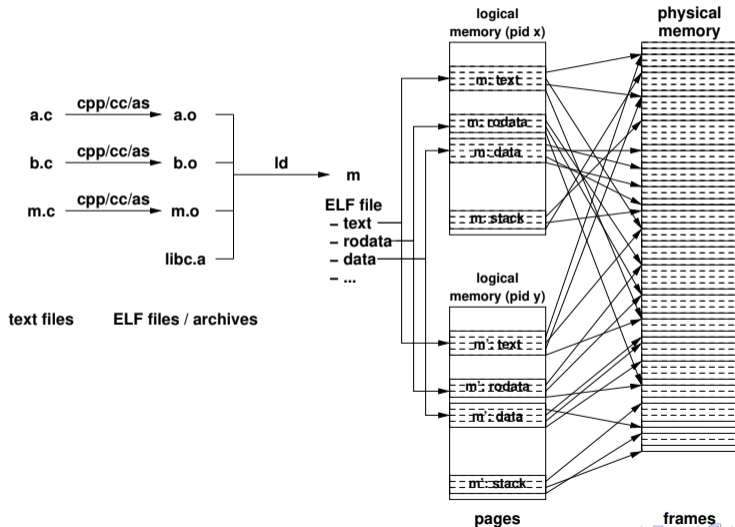 logical
memory (pid x)
physical
memory
m: text
m: rodata
m: data
m: stack
a.c
cpp/cc/as
a.o
b.c
cpp/cc/as
b.o
m.c
cpp/cc/as
m.o
libc.a
ld
m
ELF file
– text
– rodata
– data
– ...
text files
ELF files / archives
logical
memory (pid y)
m': text
m': rodata
m': data
m': stack
pages
frames